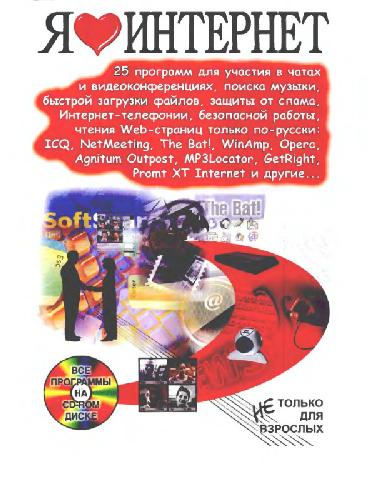 Я ИНТЕРНЕТ
25 программ для участия в чатах
и видеоконференциях, поиска музыки,
быстрой загрузки файлов, защиты от спама,
Интернет-телефонии, безопасной работы,
чтения Web-страниц только по-русски:
ICQ, NetMeeting, The Bat!, WinAmp, Opera,
Agnitum Outpost, MP3Locator, GetRight,
Promt XT Internet и другие...
The Bat!
@
ВСЕ
ПРОГРАММЫ
НА
CD-ROM
ДИСКЕ
НЕ ТОЛЬКО
ДЛЯ
ВЗРОСЛЫХ